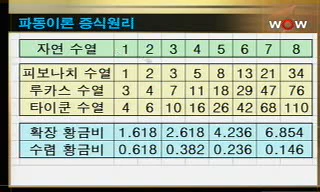 파동이론 증식원리
WOW
자연 수열 1 2 3 4 5 6 7 8
피보나치 수열 1 2 3 5 8 13 21 34
루카스 수열 3 4 7 11 18 29 47 76
타이쿤 수열 4 6 10 16 26 42 68 110
확장 황금비 1.618 2.618 4.236 6.854
수렴 황금비 0.618 0.382 0.236 0.146